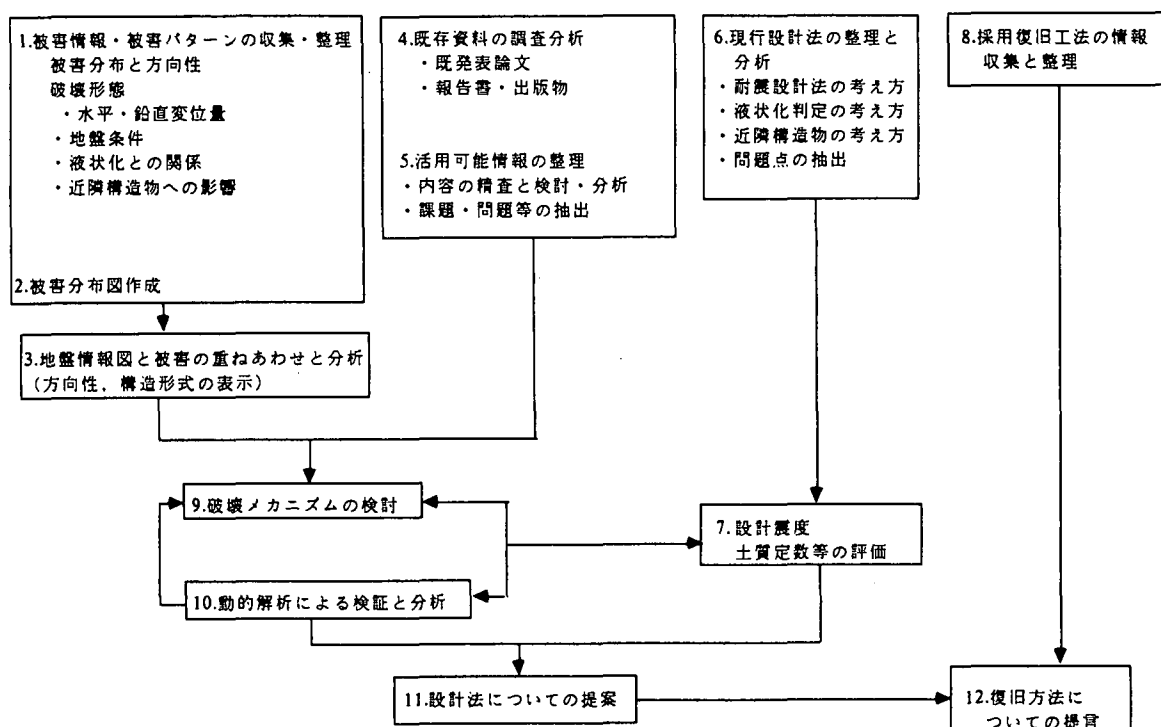 1.被害情報・被害パターンの収集・整理
被害分布と方向性
破壊形態
・水平・鉛直変位量
・地盤条件
・液状化との関係
・近隣構造物への影響
2.被害分布図作成
3.地盤情報図と被害の重ねあわせと分析
(方向性，構造形式の表示)
4.既存資料の調査分析
・既発表論文
・報告書・出版物
5.活用可能情報の整理
・内容の精査と検討・分析
・課題・問題等の抽出
6.現行設計法の整理と
分析
・耐震設計法の考え方
・液状化判定の考え方
・近隣構造物の考え方
・問題点の抽出
8.採用復旧工法の情報
収集と整理
9.破壊メカニズムの検討
7.設計震度
土質定数等の評価
10.動的解析による検証と分析
11.設計法についての提案
12.復旧方法に
ついての提言